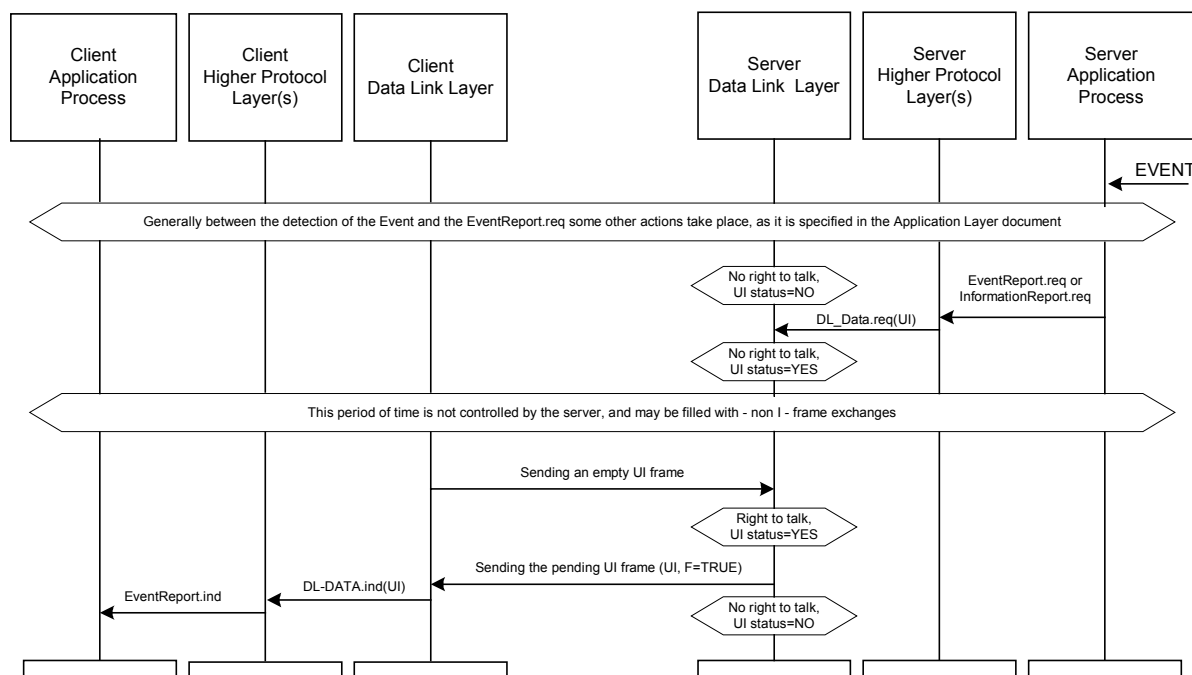 Client
Application
Process
Client
Higher Protocol
Layer(s)
Client
Data Link Layer
Server
Data Link Layer
Server
Higher Protocol
Layer(s)
Server
Application
Process
EVENT
Generally between the detection of the Event and the EventReport.req some other actions take place, as it is specified in the Application Layer document
No right to talk,
UI status=NO
EventReport.req or
InformationReport.req
DL_Data.req(UI)
No right to talk,
UI status=YES
This period of time is not controlled by the server, and may be filled with - non I - frame exchanges
Sending an empty UI frame
Right to talk,
UI status=YES
Sending the pending UI frame (UI, F=TRUE)
DL-DATA.ind(UI)
EventReport.ind
No right to talk,
UI status=NO